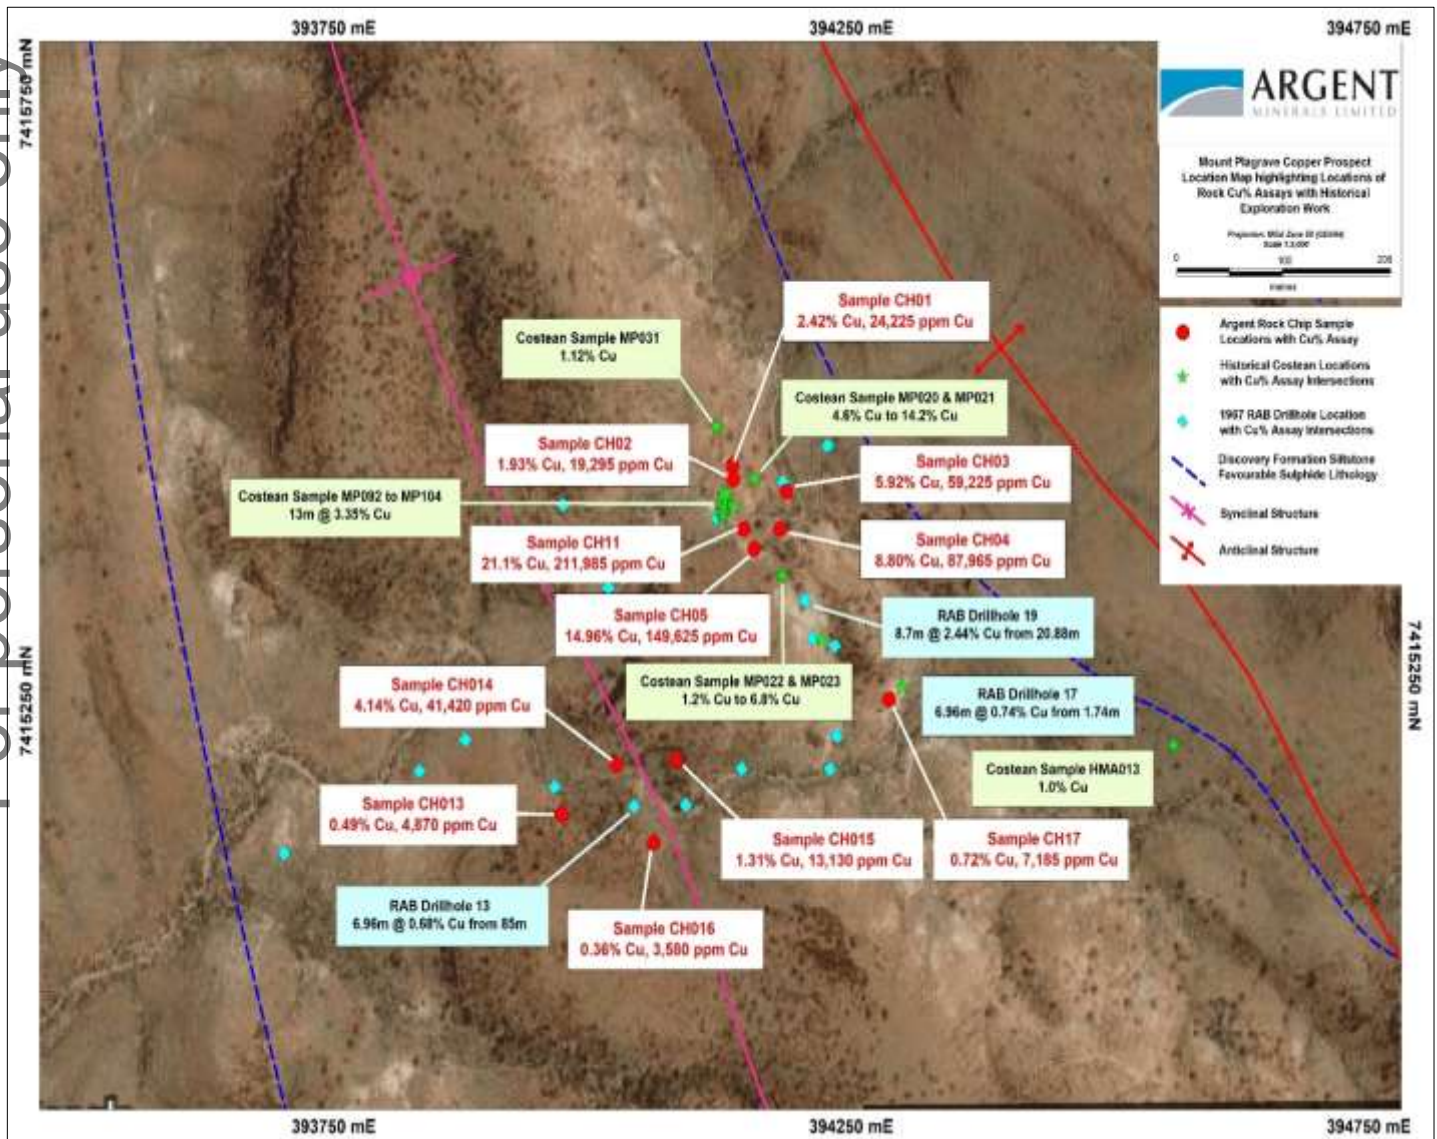 393750 mE
394250 mE
394750 mE
7415750 mN
7415250 mN
7415250 mN
ARGENT
MINERALS LIMITED
Mount Plagrave Copper Prospect
Location Map highlighting Locations of
Rock Cu% Assays with Historical
Exploration Work
0
100
200
metres
Argent Rock Chip Sample
Locations with Cu% Assay
Historical Costean Locations
with Cu% Assay Intersections
1967 RAB Drillhole Location
with Cu% Assay Intersections
Discovery Formation Siltstone
Favourable Sulphide Lithology
Synclinal Structure
Anticlinal Structure
Sample CH01
2.42% Cu, 24,225 ppm Cu
Costean Sample MP031
1.12% Cu
Costean Sample MP020 & MP021
4.6% Cu to 14.2% Cu
Sample CH02
1.93% Cu, 19,295 ppm Cu
Sample CH03
5.92% Cu, 59,225 ppm Cu
Costean Sample MP092 to MP104
13m @ 3.35% Cu
Sample CH11
21.1% Cu, 211,985 ppm Cu
Sample CH04
8.80% Cu, 87,965 ppm Cu
Sample CH05
14.96% Cu, 149,625 ppm Cu
RAB Drillhole 19
8.7m @ 2.44% Cu from 20.88m
Costean Sample MP022 & MP023
1.2% Cu to 6.8% Cu
Sample CH014
4.14% Cu, 41,420 ppm Cu
RAB Drillhole 17
6.96m @ 0.74% Cu from 1.74m
Costean Sample HMA013
1.0% Cu
Sample CH013
0.49% Cu, 4,870 ppm Cu
Sample CH015
1.31% Cu, 13,130 ppm Cu
Sample CH17
0.72% Cu, 7,185 ppm Cu
RAB Drillhole 13
6.96m @ 0.68% Cu from 85m
Sample CH016
0.36% Cu, 3,580 ppm Cu
393750 mE
394250 mE
394750 mE